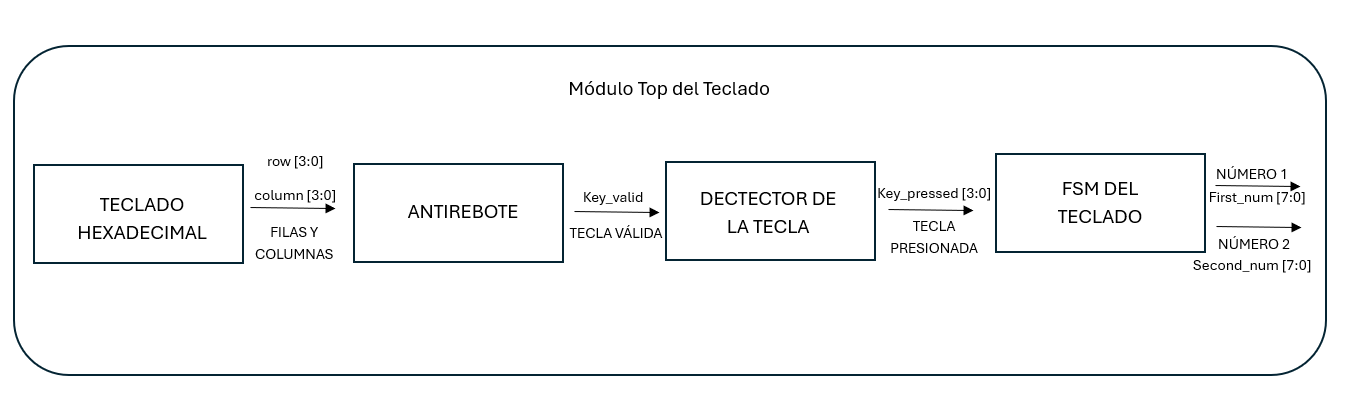 Módulo Top del Teclado
TECLADO
HEXADECIMAL
row [3:0]
column [3:0]
FILAS Y
COLUMNAS
ANTIREBOTE
Key_valid
TECLA VÁLIDA
DECTECTOR DE
LA TECLA
Key_pressed [3:0]
TECLA
PRESIONADA
FSM DEL
TECLADO
NÚMERO 1
First_num [7:0]
NÚMERO 2
Second_num [7:0]